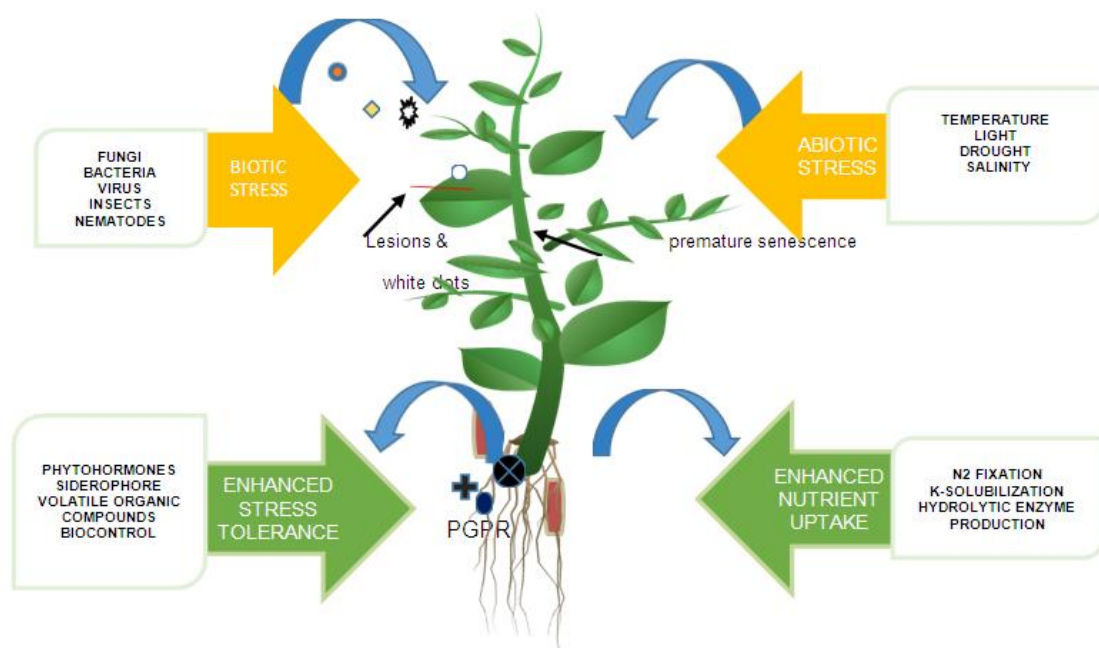 FUNGI
BACTERIA
VIRUS
INSECTS
NEMATODES
BIOTIC
STRESS
ABIOTIC
STRESS
TEMPERATURE
LIGHT
DROUGHT
SALINITY
Lesions &
white dots
premature senescence
PHYTOHORMONES
SIDEROPHORE
VOLATILE ORGANIC
COMPOUNDS
BIOCONTROL
ENHANCED
STRESS
TOLERANCE
PGPR
ENHANCED
NUTRIENT
UPTAKE
N2 FIXATION
K-SOLUBILIZATION
HYDROLYTIC ENZYME
PRODUCTION